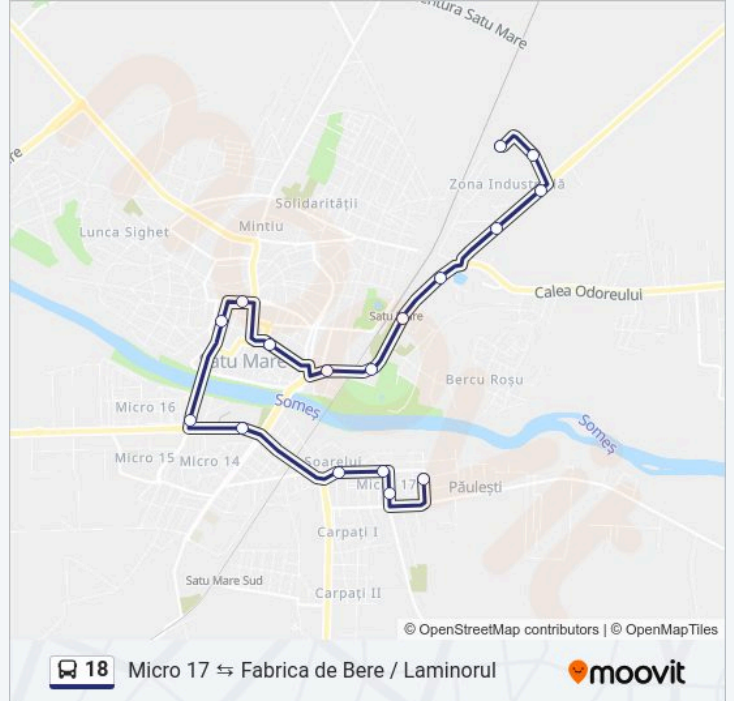 ntura Satu Mare
re
Zona Industrială
Solidarității
Mintiu
Lunca Sighet
Calea Odoreului
Satu Mare
Satu Mare
Bercu Roșu
Micro 16
Someș
Someș
Micro 15
Micro 14
Soarelui
Micro 17
Păulești
Carpați I
Satu Mare Sud
Carpați II
© OpenStreetMap contributors | © OpenMapTiles
18 Micro 17 ⇆ Fabrica de Bere / Laminorul
moovit